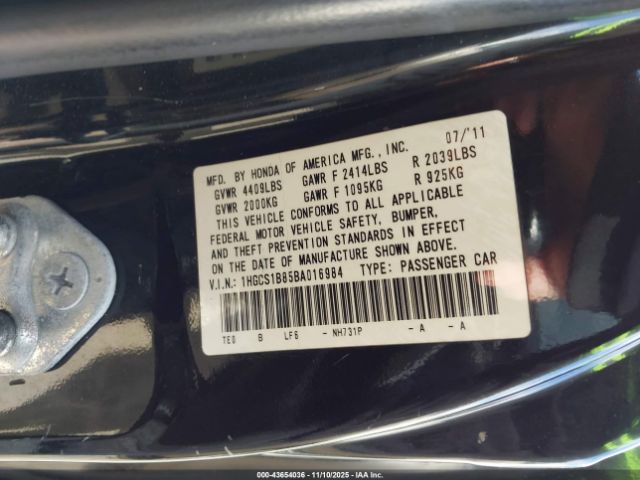 07/'11
MFD. BY HONDA OF AMERICA MFG., INC.
GVWR 4409LBS GAWR F 2414LBS R 2039LBS
GVWR 2000KG GAWR F 1095KG R 925KG
THIS VEHICLE CONFORMS TO ALL APPLICABLE
FEDERAL MOTOR VEHICLE SAFETY, BUMPER,
AND THEFT PREVENTION STANDARDS IN EFFECT
ON THE DATE OF MANUFACTURE SHOWN ABOVE.
V.I.N.: 1HGCS1B85BA016984 TYPE: PASSENGER CAR
TE0 B LF6 -NH731P -A -A
000-43654036 - 11/10/2025 - IAA Inc.